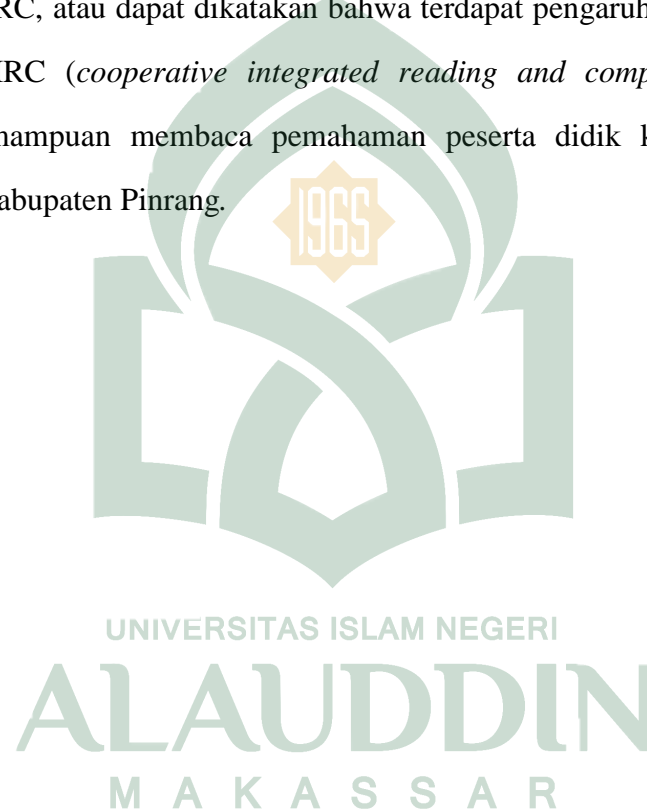 RC, atau dapat dikatakan bahwa terdapat pengaruh
IRC (cooperative integrated reading and comp
nampuan membaca pemahaman peserta didik k
abupaten Pinrang.
1965
UNIVERSITAS ISLAM NEGERI
ALAUDDIN
MAKASSAR